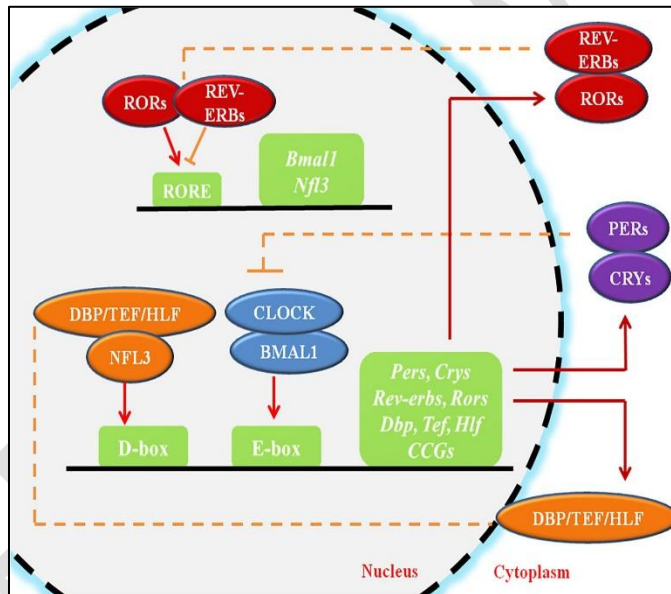 REV-
ERBs
RORs
RORs
REV-
ERBs
RORE
Bmal1
Nfl3
PERs
CRYs
DBP/TEF/HLF
NFL3
CLOCK
BMAL1
Pers, Crys
Rev-erbs, Rors
Dbp, Tef, Hlf
CCGs
D-box
E-box
DBP/TEF/HLF
Nucleus
Cytoplasm